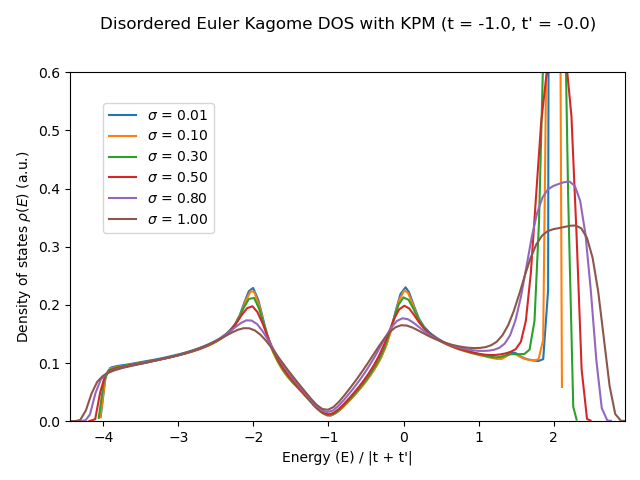 Disordered Euler Kagome DOS with KPM (t = -1.0, t' = -0.0)
Density of states ρ(E) (a.u.)
0.6
0.5
0.4
0.3
0.2
0.1
0.0
σ = 0.01
σ = 0.10
σ = 0.30
σ = 0.50
σ = 0.80
σ = 1.00
−4 −3 −2 −1 0 1 2
Energy (E) / |t + t'|